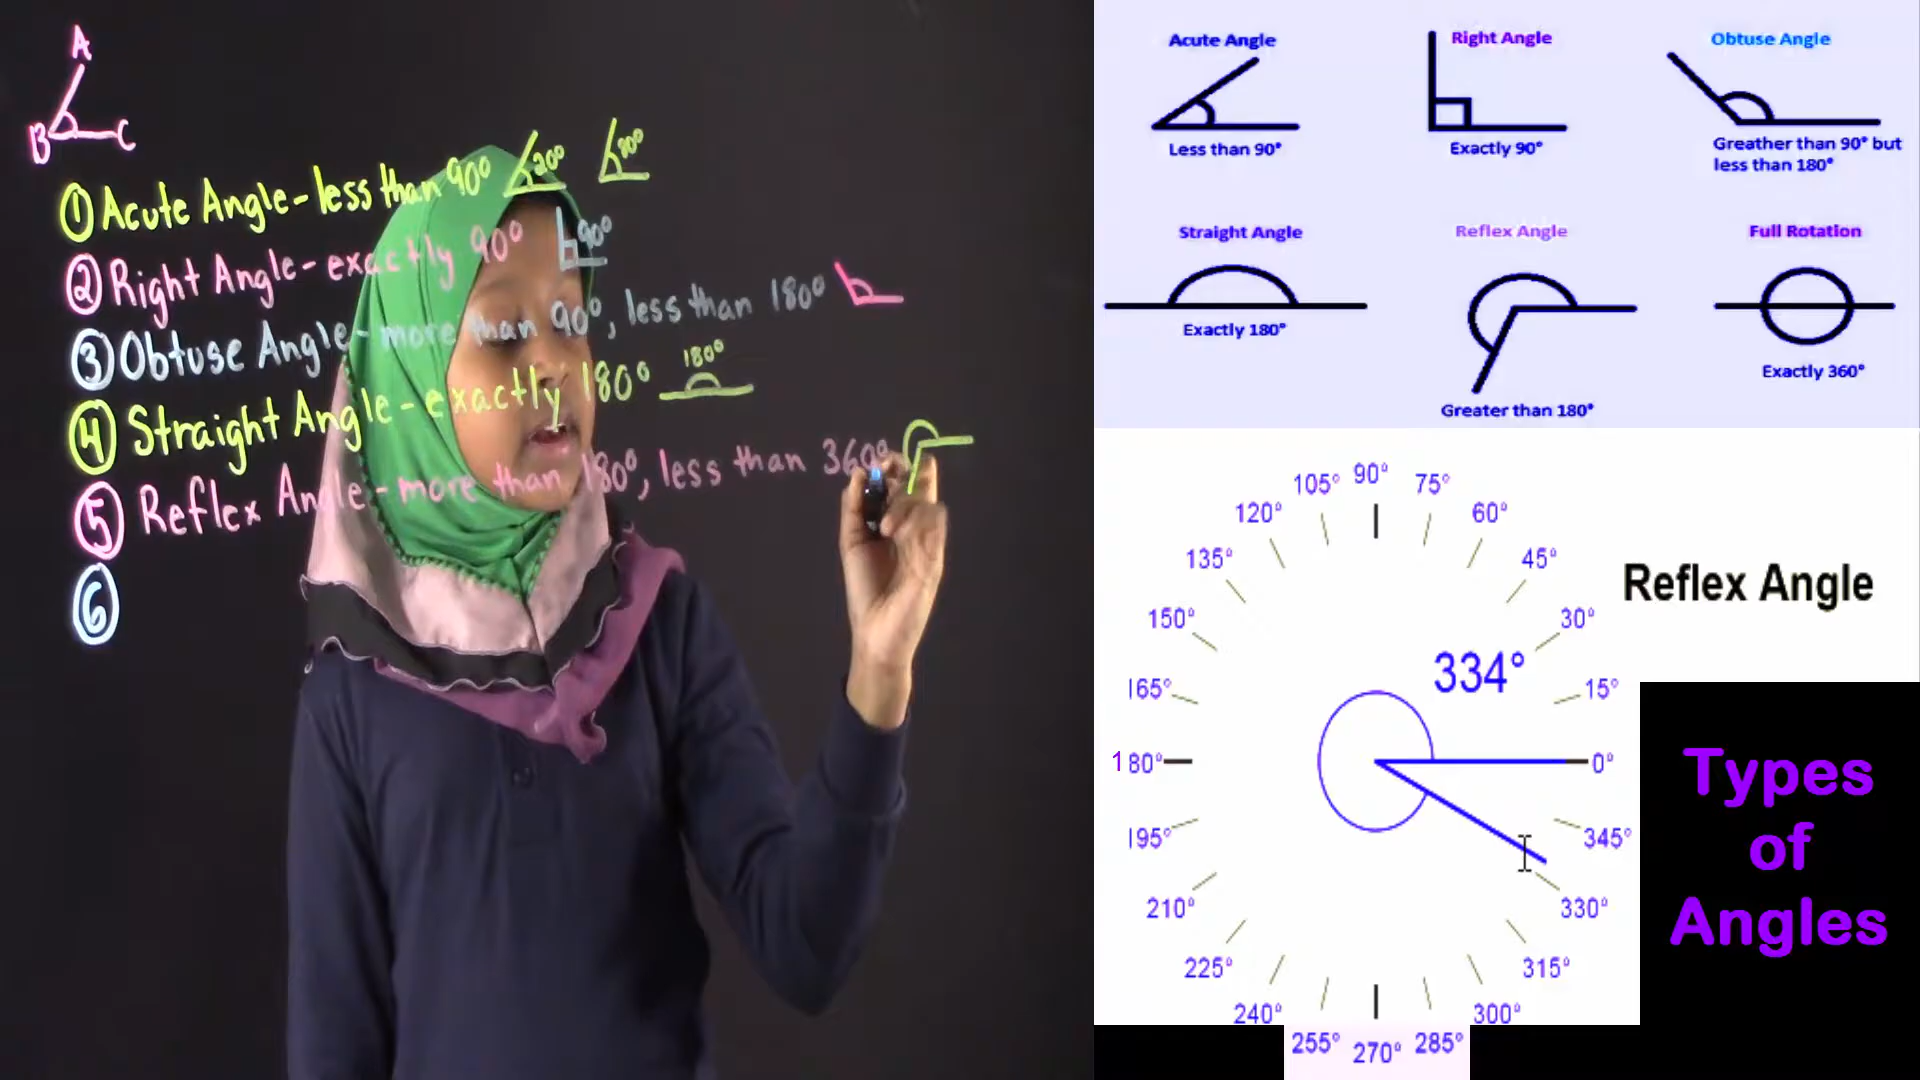 A
B C
① Acute Angle - less than 90° 20° 80°
② Right Angle - exactly 90° 90°
③ Obtuse Angle - more than 90°, less than 180°
④ Straight Angle - exactly 180° 180°
⑤ Reflex Angle - more than 180°, less than 360°
⑥
Acute Angle
Less than 90°
Right Angle
Exactly 90°
Obtuse Angle
Greather than 90° but
less than 180°
Straight Angle
Exactly 180°
Reflex Angle
Greater than 180°
Full Rotation
Exactly 360°
90°
105° 75°
120° 60°
135° 45°
Reflex Angle
150° 30°
334°
165° 15°
180° 0°
195° 345°
210° 330°
225° 315°
240° 300°
255° 270° 285°
Types
of
Angles